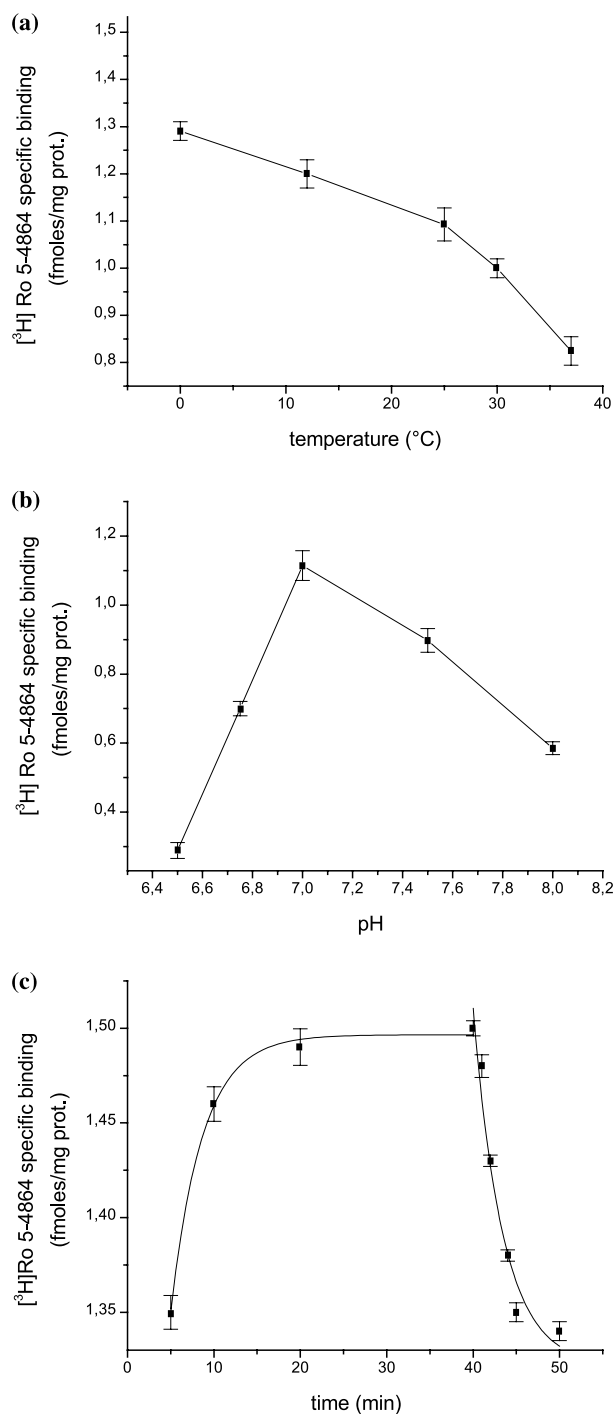 (a)
[³H] Ro 5-4864 specific binding
(fmoles/mg prot.)
1,5
1,4
1,3
1,2
1,1
1,0
0,9
0,8
0 10 20 30 40
temperature (°C)
(b)
[³H] Ro 5-4864 specific binding
(fmoles/mg prot.)
1,2
1,0
0,8
0,6
0,4
6,4 6,6 6,8 7,0 7,2 7,4 7,6 7,8 8,0 8,2
pH
(c)
[³H]Ro 5-4864 specific binding
(fmoles/mg prot.)
1,50
1,45
1,40
1,35
0 10 20 30 40 50
time (min)